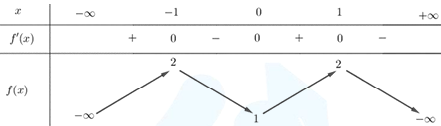 x −∞ −1 0 1 +∞
f′(x) + 0 − 0 + 0 −
2 2
f(x)
−∞ 1 −∞